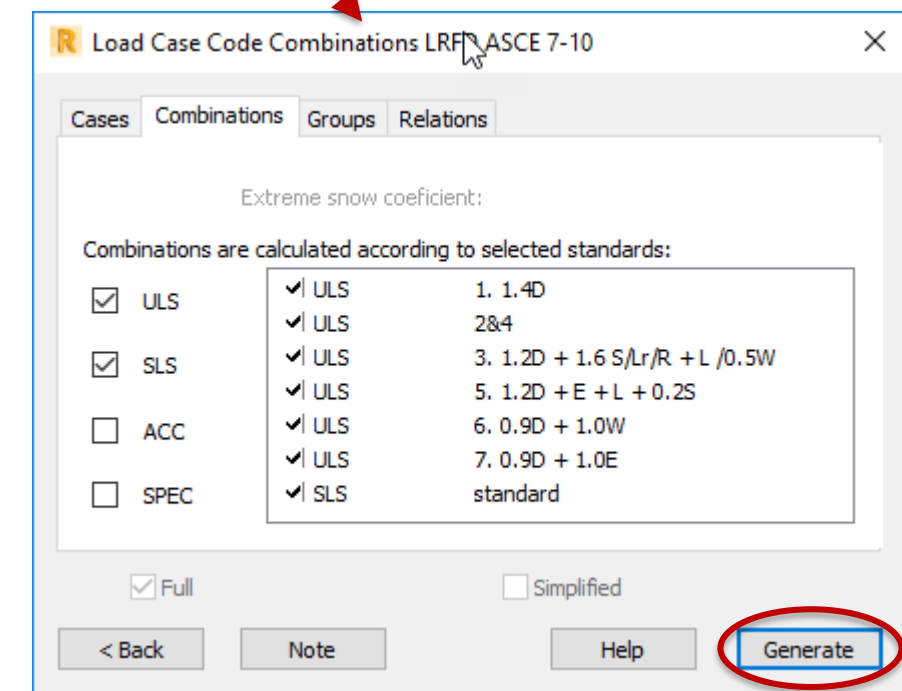 R Load Case Code Combinations LRFD ASCE 7-10
Cases Combinations Groups Relations
Extreme snow coeficient:
Combinations are calculated according to selected standards:
ULS
SLS
ACC
SPEC
ULS 1. 1.4D
ULS 2&4
ULS 3. 1.2D + 1.6 S/Lr/R + L /0.5W
ULS 5. 1.2D + E + L + 0.2S
ULS 6. 0.9D + 1.0W
ULS 7. 0.9D + 1.0E
SLS standard
Full Simplified
< Back Note Help Generate